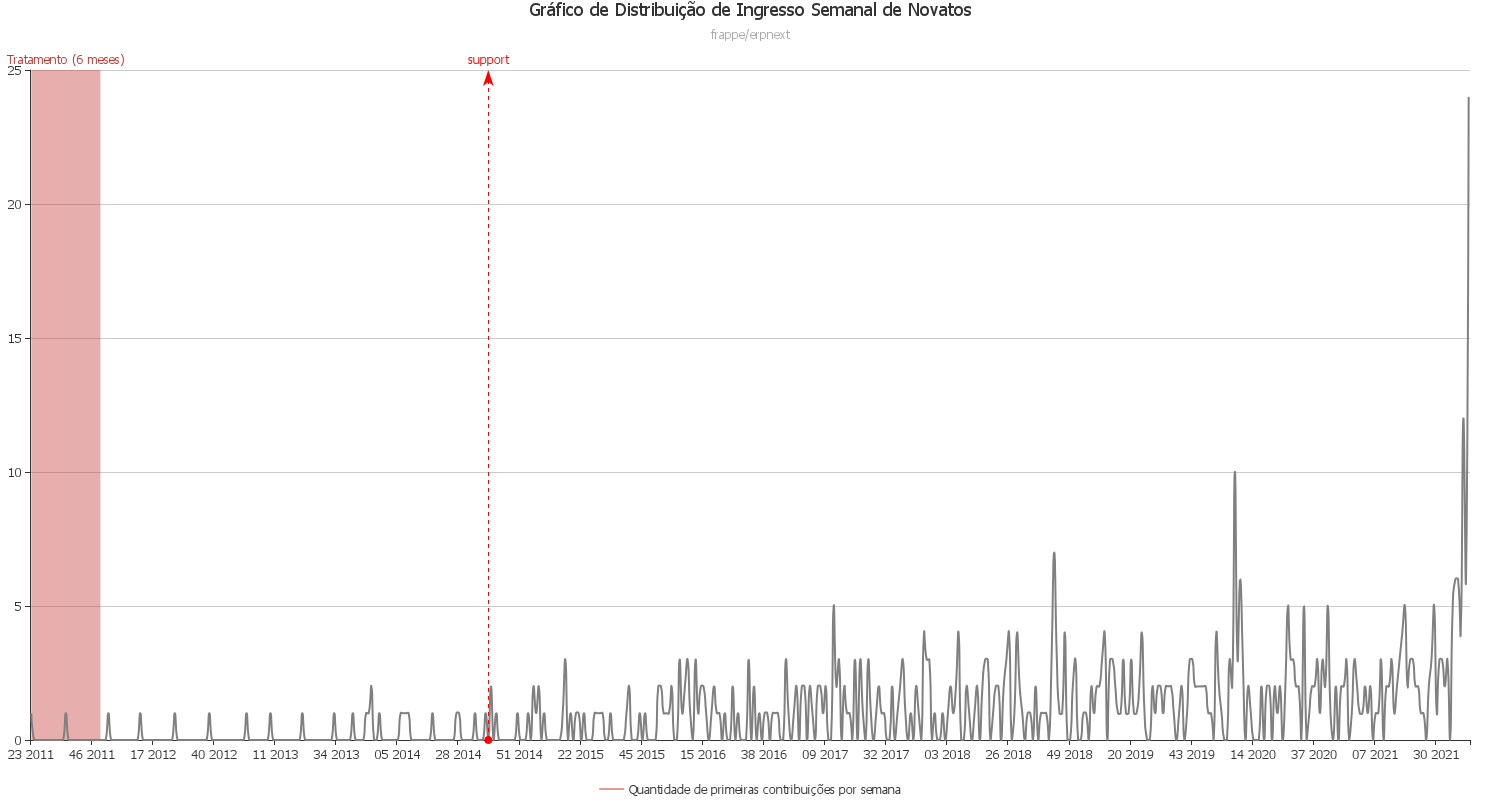 Gráfico de Distribuição de Ingresso Semanal de Novatos
frappe/erpnext
Tratamento (6 meses)
support
25
20
15
10
5
0
23 2011 46 2011 17 2012 40 2012 11 2013 34 2013 05 2014 28 2014 51 2014 22 2015 45 2015 15 2016 38 2016 09 2017 32 2017 03 2018 26 2018 49 2018 20 2019 43 2019 14 2020 37 2020 07 2021 30 2021
Quantidade de primeiras contribuições por semana